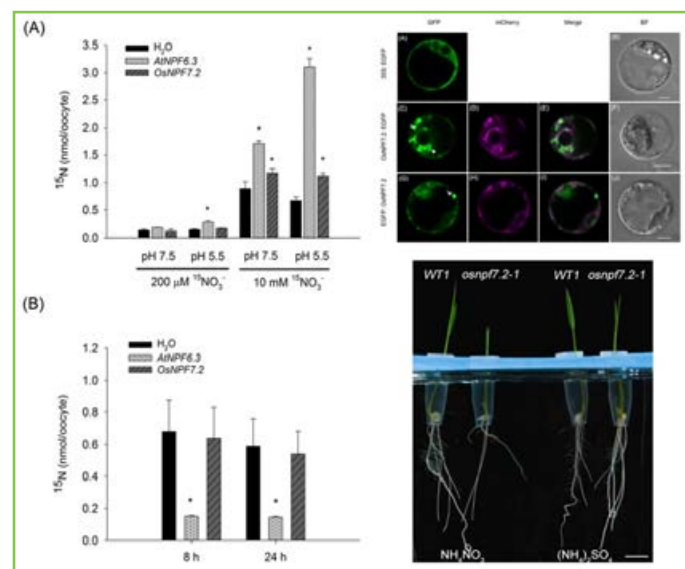 (A)
H₂O
AtNPF6.3
OsNPF7.2
¹⁵N (nmol/oocyte)
3.5
3.0
2.5
2.0
1.5
1.0
0.5
0.0
*
*
*
*
*
pH 7.5 pH 5.5 pH 7.5 pH 5.5
200 μM ¹⁵NO₃⁻ 10 mM ¹⁵NO₃⁻
(B)
H₂O
AtNPF6.3
OsNPF7.2
¹⁵N (nmol/oocyte)
1.2
1.0
0.8
0.6
0.4
0.2
0.0
*
*
8 h 24 h
GFP mCherry Merge BF
35S: EGFP
(A) (B)
OsNPF7.2: EGFP
(C) (D) (E) (F)
EGFP: OsNPF7.2
(G) (H) (I) (J)
WT1 osnpf7.2-1 WT1 osnpf7.2-1
NH₄NO₃ (NH₄)₂SO₄